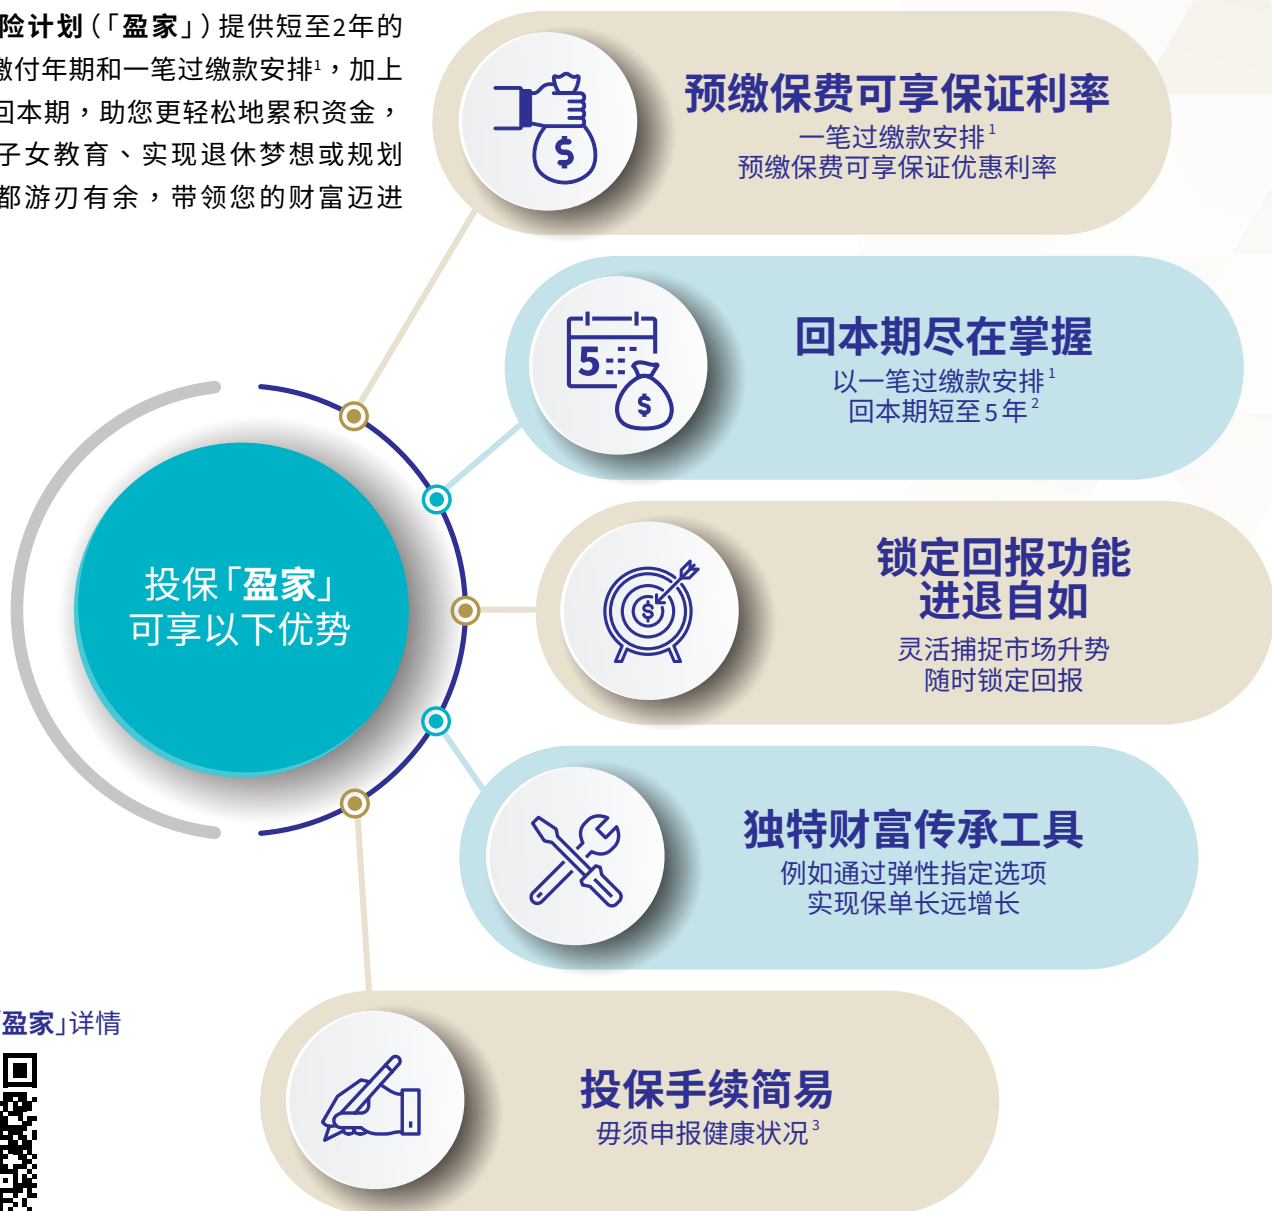 险计划（「盈家」）提供短至2年的
缴付年期和一笔过缴款安排¹，加上
回本期，助您更轻松地累积资金，
子女教育、实现退休梦想或规划
都游刃有余，带领您的财富迈进
预缴保费可享保证利率
一笔过缴款安排¹
预缴保费可享保证优惠利率
回本期尽在掌握
以一笔过缴款安排¹
回本期短至5年²
5
$
$
锁定回报功能
进退自如
灵活捕捉市场升势
随时锁定回报
$
投保「盈家」
可享以下优势
独特财富传承工具
例如通过弹性指定选项
实现保单长远增长
「盈家」详情
投保手续简易
毋须申报健康状况³